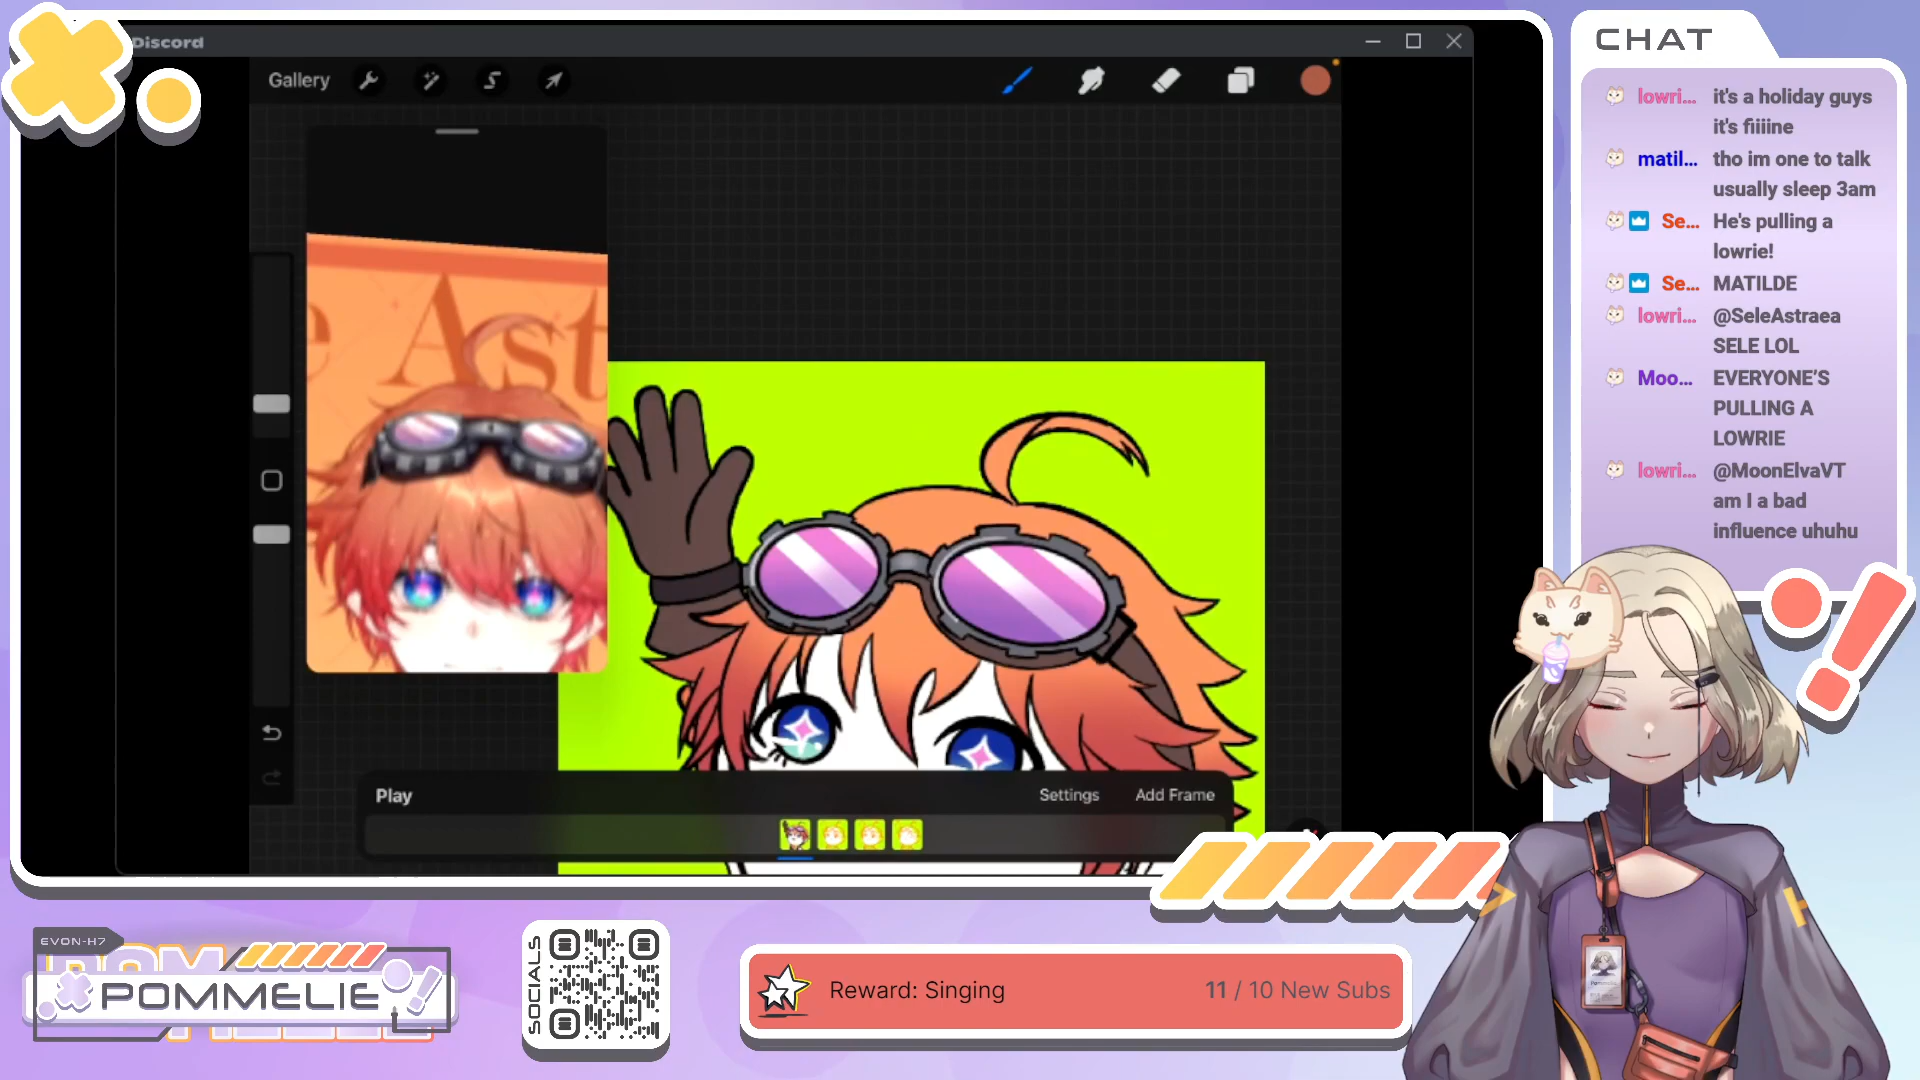 Discord
Gallery
e Ast
Play
Settings
Add Frame
CHAT
lowri... it's a holiday guys
it's fiiiine
matil... tho im one to talk
usually sleep 3am
Se... He's pulling a
lowrie!
Se... MATILDE
lowri... @SeleAstraea
SELE LOL
Moo... EVERYONE'S
PULLING A
LOWRIE
lowri... @MoonElvaVT
am I a bad
influence uhuhu
EVON-H7
POMMELIE
SOCIALS
Reward: Singing
11 / 10 New Subs